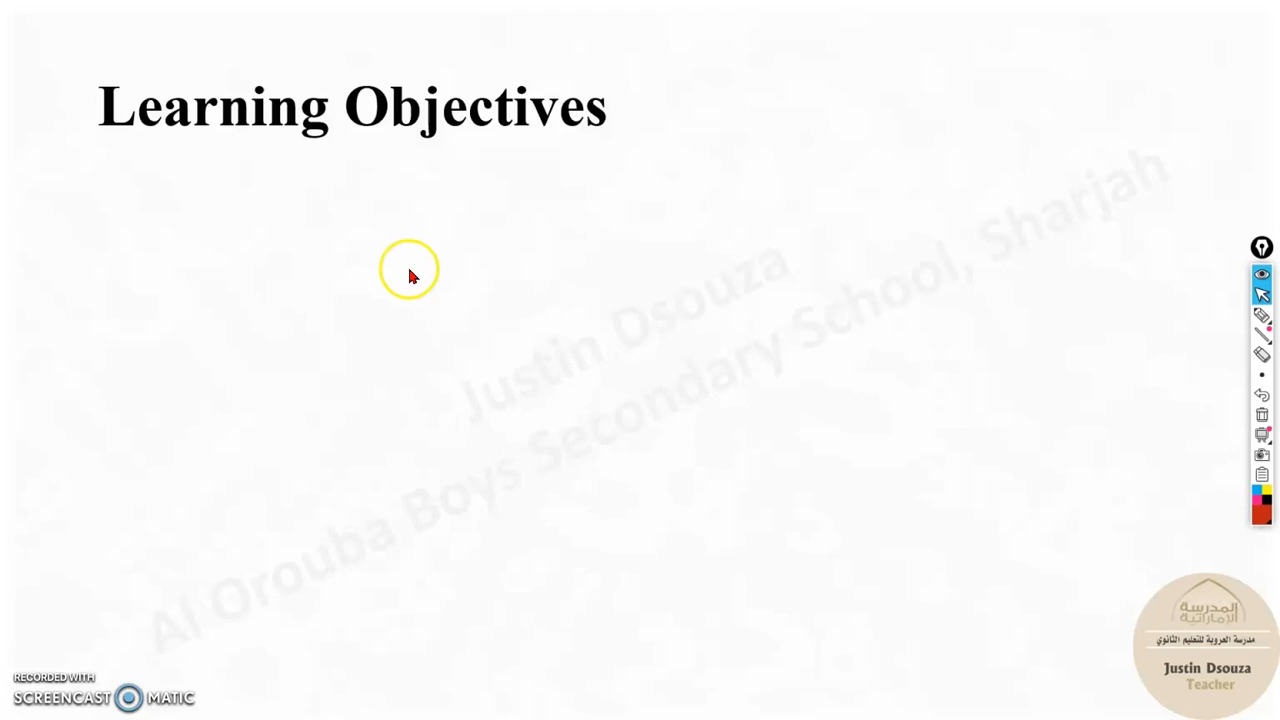 Learning Objectives
Justin Dsouza
Al Orouba Boys Secondary School, Sharjah
المدرسة
الإماراتية
مدرسة العروبة للتعليم الثانوي
Justin Dsouza
Teacher
RECORDED WITH
SCREENCAST MATIC